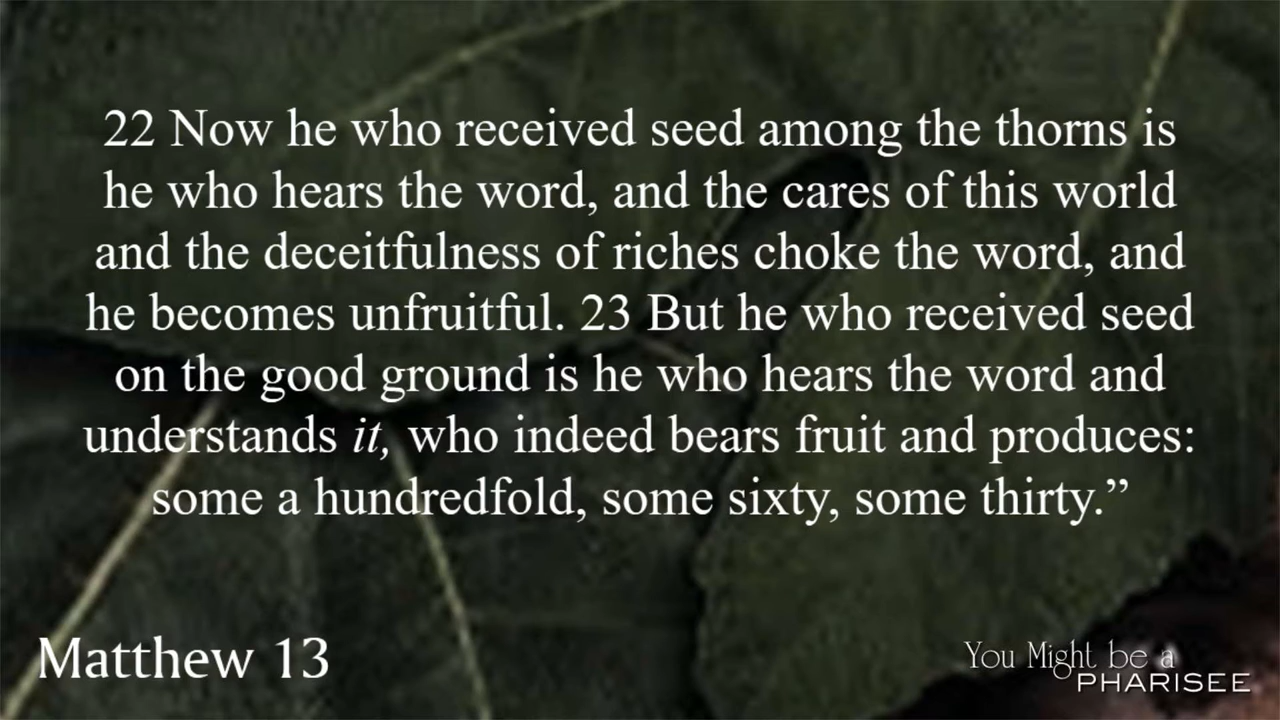 22 Now he who received seed among the thorns is
he who hears the word, and the cares of this world
and the deceitfulness of riches choke the word, and
he becomes unfruitful. 23 But he who received seed
on the good ground is he who hears the word and
understands it, who indeed bears fruit and produces:
some a hundredfold, some sixty, some thirty.”
Matthew 13
You Might be a
PHARISEE